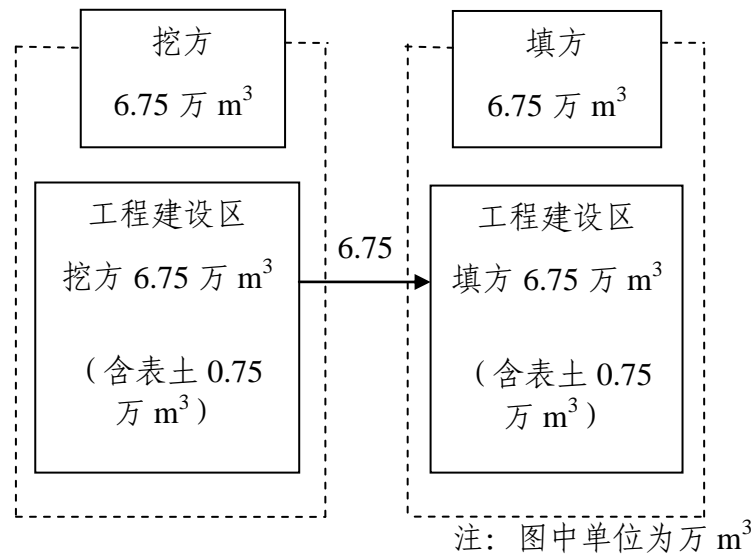 挖方
6.75 万 m³
填方
6.75 万 m³
工程建设区
挖方 6.75 万 m³
（含表土 0.75
万 m³）
6.75
工程建设区
填方 6.75 万 m³
（含表土 0.75
万 m³）
注：图中单位为万 m³